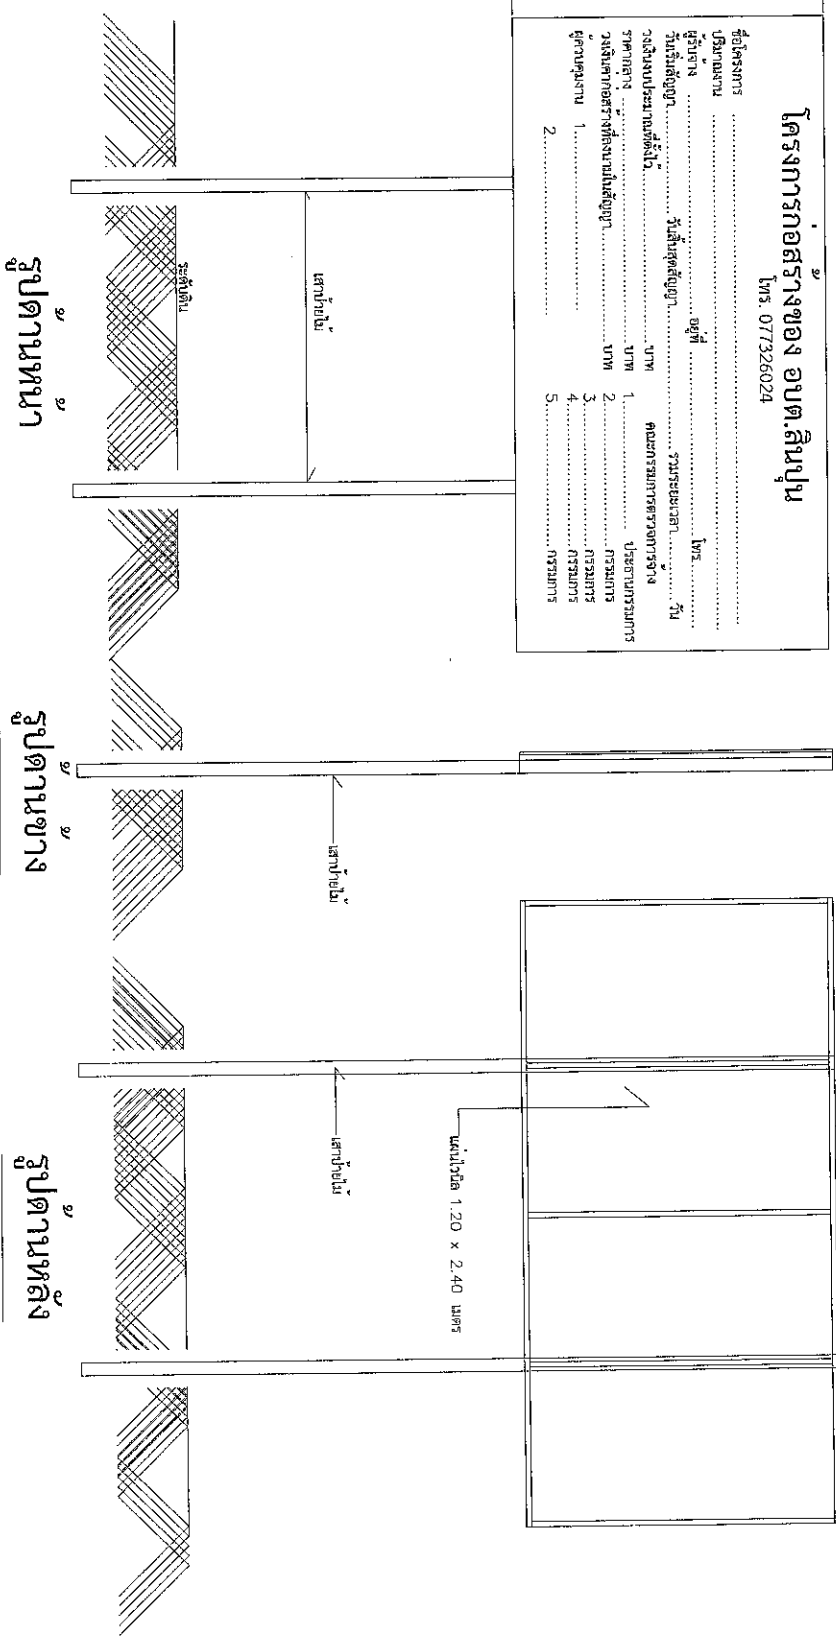 โครงการก่อสร้างของ อบต.สินปุน
โทร. 077326024
ชื่อโครงการ ........................................................
ปริมาณงาน ........................................................
ผู้รับจ้าง ........................ อยู่ที่ ........................ โทร ................
วันเริ่มสัญญา................ วันสิ้นสุดสัญญา................ รวมระยะเวลา............ วัน
วงเงินงบประมาณที่ตั้งไว้................ บาท
คณะกรรมการตรวจการจ้าง
ราคากลาง ................ บาท
1................ ประธานกรรมการ
วงเงินค่าก่อสร้างที่ลงนามในสัญญา................ บาท
2................ กรรมการ
3................ กรรมการ
ผู้ควบคุมงาน 1................
4................ กรรมการ
2................
5................ กรรมการ
เสาป้ายไม้
ระดับดิน
รูปด้านหน้า
เสาป้ายไม้
รูปด้านข้าง
แผ่นไวนิล 1.20 x 2.40 เมตร
เสาป้ายไม้
รูปด้านหลัง